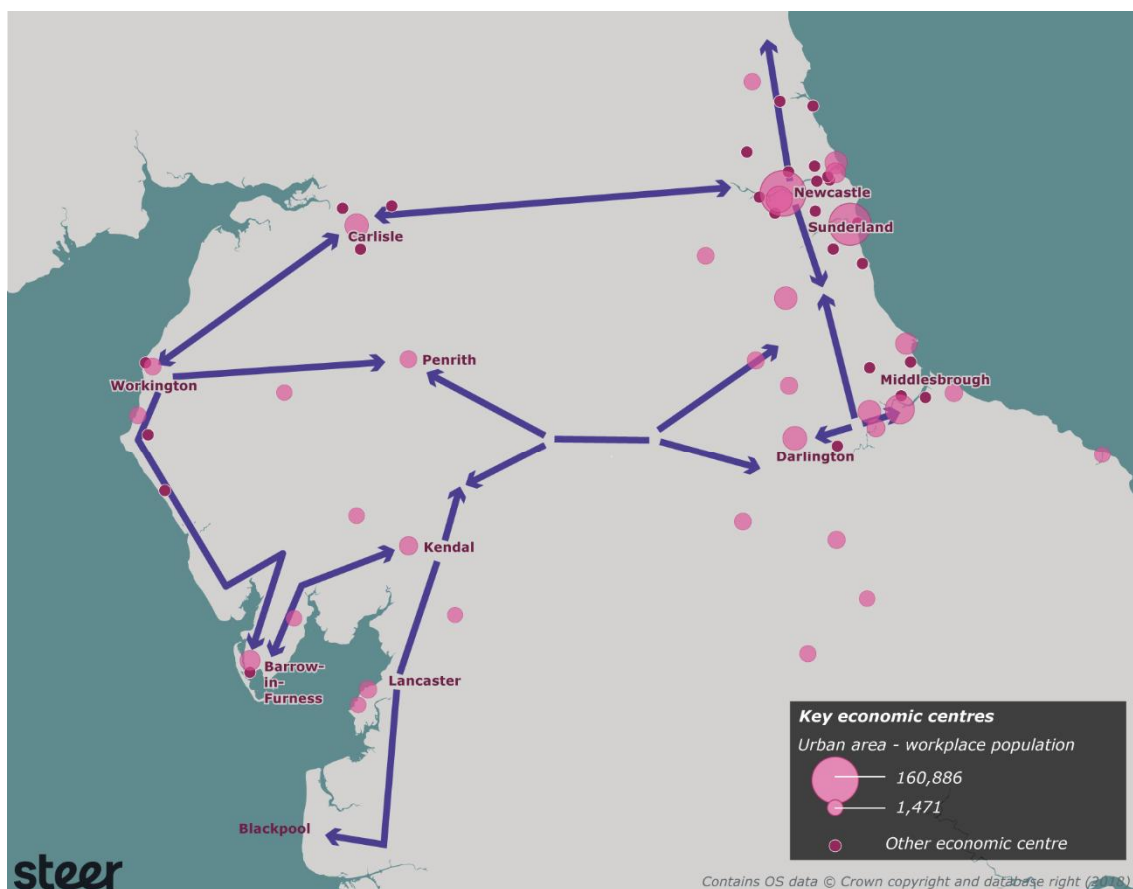 Newcastle
Sunderland
Carlisle
Penrith
Workington
Middlesbrough
Darlington
Kendal
Barrow-
in-
Furness
Lancaster
Blackpool
Key economic centres
Urban area - workplace population
160,886
1,471
Other economic centre
steer
Contains OS data © Crown copyright and database right (2018)